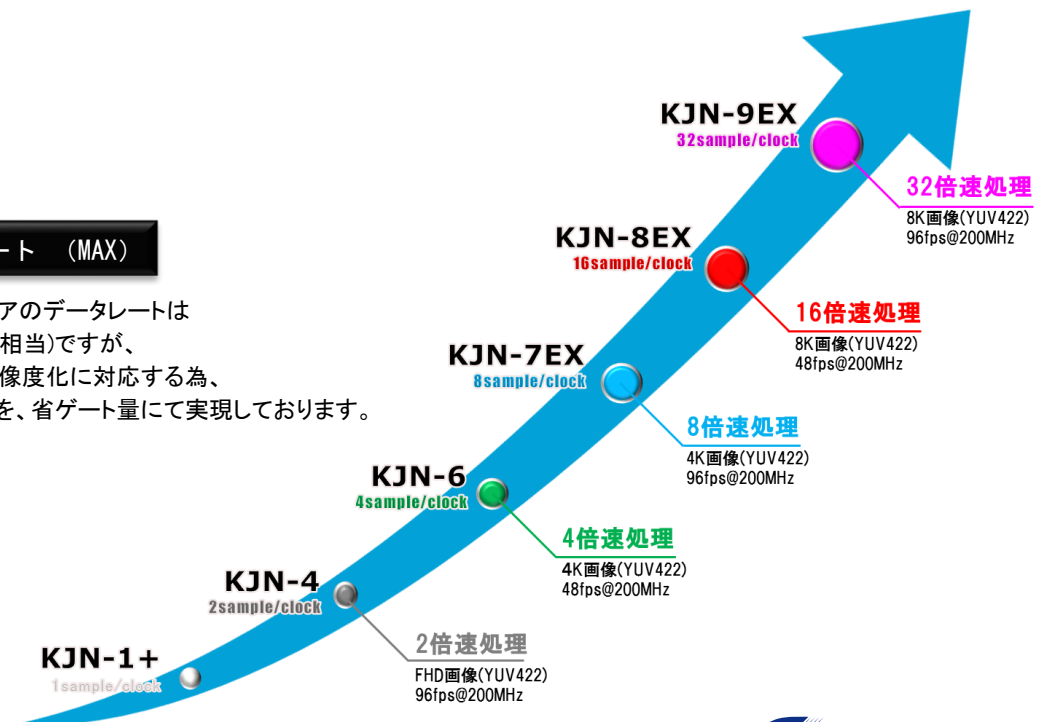 KJN-9EX
32sample/clock
32倍速処理
8K画像(YUV422)
96fps@200MHz
ート (MAX)
KJN-8EX
16sample/clock
16倍速処理
8K画像(YUV422)
48fps@200MHz
アのデータレートは
相当)ですが、
像度化に対応する為、
を、省ゲート量にて実現しております。
KJN-7EX
8sample/clock
8倍速処理
4K画像(YUV422)
96fps@200MHz
KJN-6
4sample/clock
4倍速処理
4K画像(YUV422)
48fps@200MHz
KJN-4
2sample/clock
2倍速処理
FHD画像(YUV422)
96fps@200MHz
KJN-1+
1sample/clock